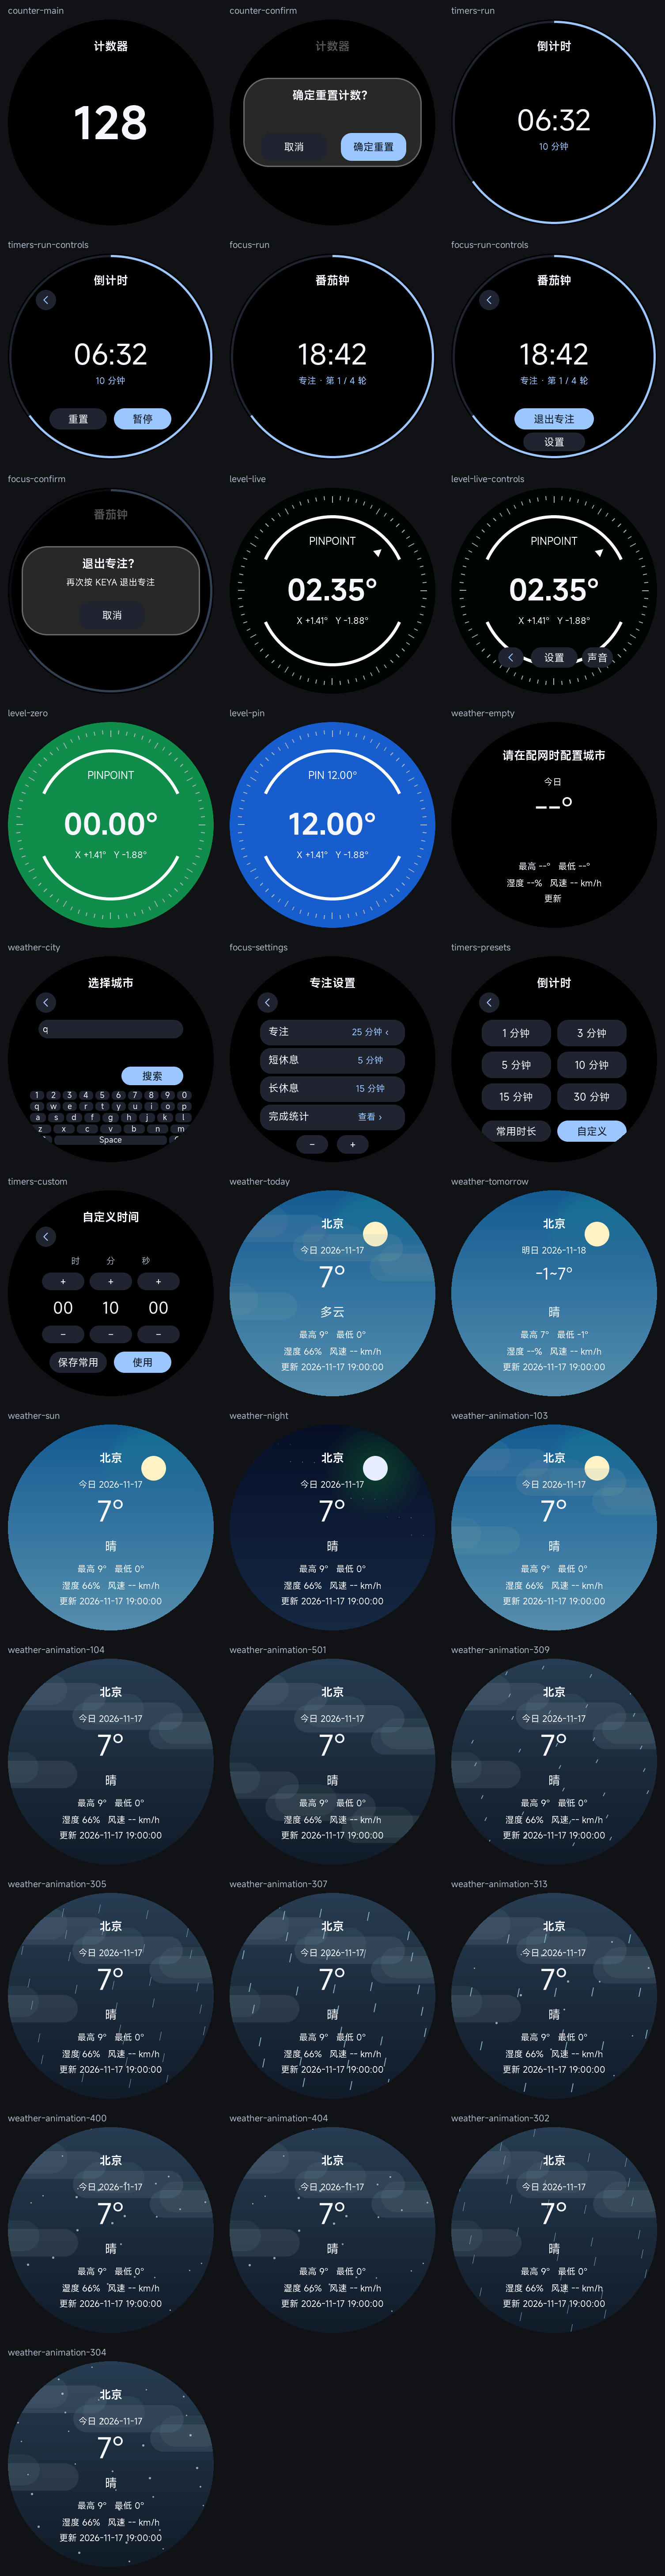 counter-main
计数器
128
counter-confirm
计数器
确定重置计数？
取消 确定重置
timers-run
倒计时
06:32
10 分钟
timers-run-controls
倒计时
06:32
10 分钟
重置 暂停
focus-run
番茄钟
18:42
专注 · 第 1 / 4 轮
focus-run-controls
番茄钟
18:42
专注 · 第 1 / 4 轮
退出专注
设置
focus-confirm
番茄钟
退出专注？
再次按 KEYA 退出专注
取消
level-live
PINPOINT
02.35°
X +1.41° Y -1.88°
level-live-controls
PINPOINT
02.35°
X +1.41° Y -1.88°
设置 声音
level-zero
PINPOINT
00.00°
X +1.41° Y -1.88°
level-pin
PIN 12.00°
12.00°
X +1.41° Y -1.88°
weather-empty
请在配网时配置城市
今日
--°
最高 --° 最低 --°
湿度 --% 风速 -- km/h
更新
weather-city
选择城市
q
搜索
1 2 3 4 5 6 7 8 9 0
q w e r t y u i o p
a s d f g h j k l
z x c v b n m
Space
focus-settings
专注设置
专注 25 分钟 ‹
短休息 5 分钟
长休息 15 分钟
完成统计 查看 ›
− +
timers-presets
倒计时
1 分钟 3 分钟
5 分钟 10 分钟
15 分钟 30 分钟
常用时长 自定义
timers-custom
自定义时间
时 分 秒
+ + +
00 10 00
− − −
保存常用 使用
weather-today
北京
今日 2026-11-17
7°
多云
最高 9° 最低 0°
湿度 66% 风速 -- km/h
更新 2026-11-17 19:00:00
weather-tomorrow
北京
明日 2026-11-18
-1~7°
晴
最高 7° 最低 -1°
湿度 --% 风速 -- km/h
更新 2026-11-17 19:00:00
weather-sun
北京
今日 2026-11-17
7°
晴
最高 9° 最低 0°
湿度 66% 风速 -- km/h
更新 2026-11-17 19:00:00
weather-night
北京
今日 2026-11-17
7°
晴
最高 9° 最低 0°
湿度 66% 风速 -- km/h
更新 2026-11-17 19:00:00
weather-animation-103
北京
今日 2026-11-17
7°
晴
最高 9° 最低 0°
湿度 66% 风速 -- km/h
更新 2026-11-17 19:00:00
weather-animation-104
北京
今日 2026-11-17
7°
晴
最高 9° 最低 0°
湿度 66% 风速 -- km/h
更新 2026-11-17 19:00:00
weather-animation-501
北京
今日 2026-11-17
7°
晴
最高 9° 最低 0°
湿度 66% 风速 -- km/h
更新 2026-11-17 19:00:00
weather-animation-309
北京
今日 2026-11-17
7°
晴
最高 9° 最低 0°
湿度 66% 风速 -- km/h
更新 2026-11-17 19:00:00
weather-animation-305
北京
今日 2026-11-17
7°
晴
最高 9° 最低 0°
湿度 66% 风速 -- km/h
更新 2026-11-17 19:00:00
weather-animation-307
北京
今日 2026-11-17
7°
晴
最高 9° 最低 0°
湿度 66% 风速 -- km/h
更新 2026-11-17 19:00:00
weather-animation-313
北京
今日 2026-11-17
7°
晴
最高 9° 最低 0°
湿度 66% 风速 -- km/h
更新 2026-11-17 19:00:00
weather-animation-400
北京
今日 2026-11-17
7°
晴
最高 9° 最低 0°
湿度 66% 风速 -- km/h
更新 2026-11-17 19:00:00
weather-animation-404
北京
今日 2026-11-17
7°
晴
最高 9° 最低 0°
湿度 66% 风速 -- km/h
更新 2026-11-17 19:00:00
weather-animation-302
北京
今日 2026-11-17
7°
晴
最高 9° 最低 0°
湿度 66% 风速 -- km/h
更新 2026-11-17 19:00:00
weather-animation-304
北京
今日 2026-11-17
7°
晴
最高 9° 最低 0°
湿度 66% 风速 -- km/h
更新 2026-11-17 19:00:00